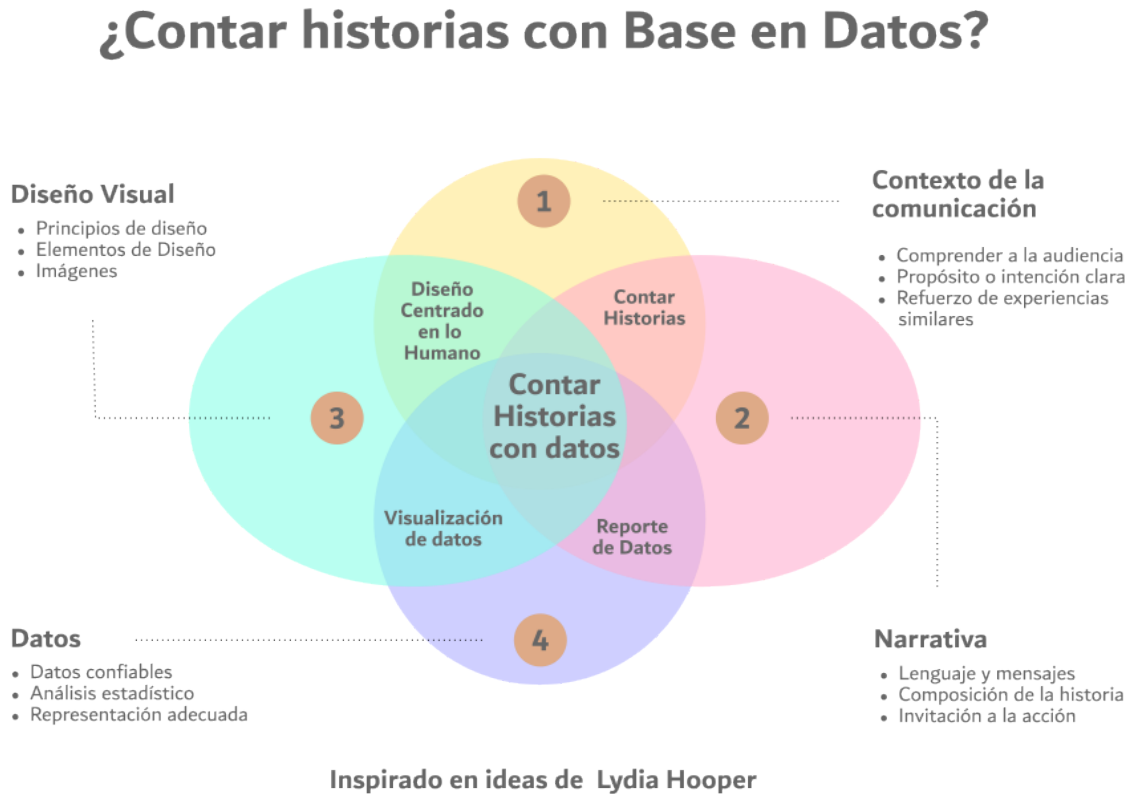 ¿Contar historias con Base en Datos?
Diseño Visual
• Principios de diseño
• Elementos de Diseño
• Imágenes
1
Contexto de la
comunicación
• Comprender a la audiencia
• Propósito o intención clara
• Refuerzo de experiencias
similares
Diseño
Centrado
en lo
Humano
Contar
Historias
3
Contar
Historias
con datos
2
Visualización
de datos
Reporte
de Datos
Datos
• Datos confiables
• Análisis estadístico
• Representación adecuada
4
Narrativa
• Lenguaje y mensajes
• Composición de la historia
• Invitación a la acción
Inspirado en ideas de Lydia Hooper